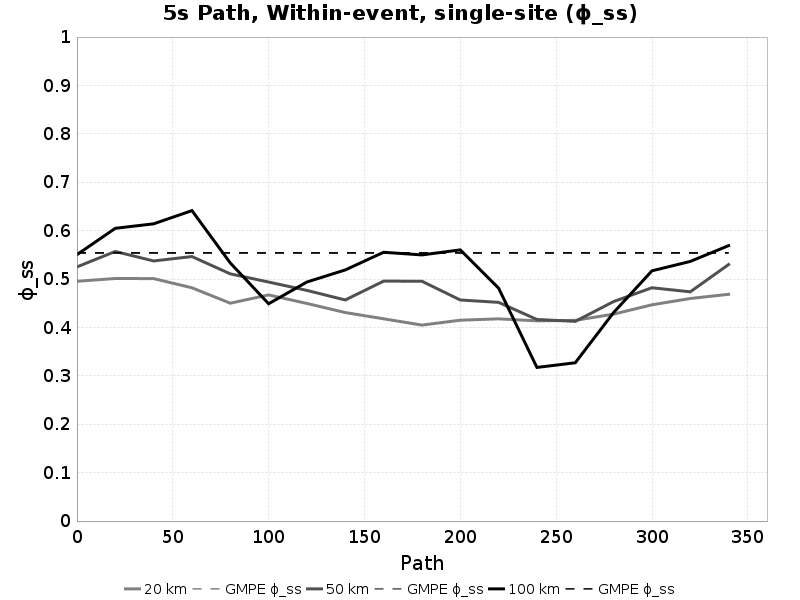 5s Path, Within-event, single-site (ϕ_ss)
1
0.9
0.8
0.7
0.6
0.5
0.4
0.3
0.2
0.1
0
ϕ_ss
0 50 100 150 200 250 300 350
Path
20 km GMPE ϕ_ss 50 km GMPE ϕ_ss 100 km GMPE ϕ_ss